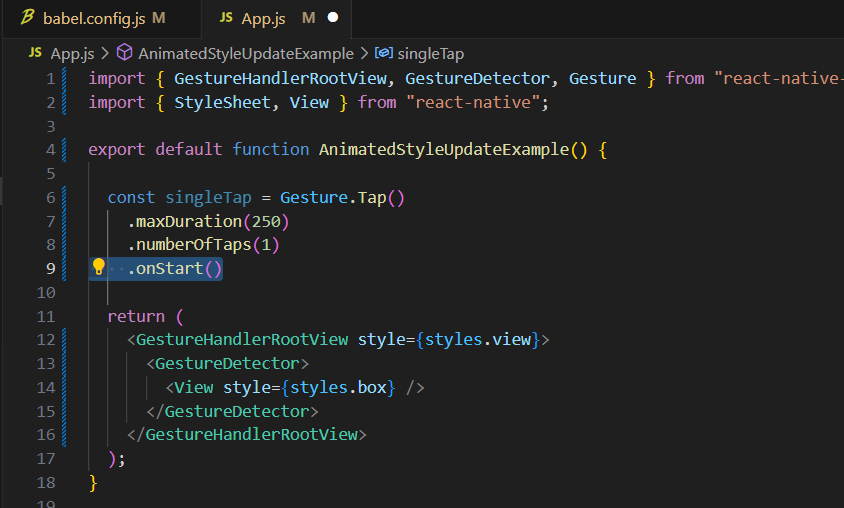 babel.config.js M
JS App.js M
JS App.js > AnimatedStyleUpdateExample > singleTap
1 import { GestureHandlerRootView, GestureDetector, Gesture } from "react-native-
2 import { StyleSheet, View } from "react-native";
3
4 export default function AnimatedStyleUpdateExample() {
5
6 const singleTap = Gesture.Tap()
7 .maxDuration(250)
8 .numberOfTaps(1)
9 .onStart()
10
11 return (
12 <GestureHandlerRootView style={styles.view}>
13 <GestureDetector>
14 <View style={styles.box} />
15 </GestureDetector>
16 </GestureHandlerRootView>
17 );
18 }
19